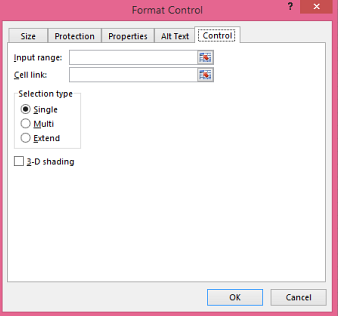 Format Control
?
Size Protection Properties Alt Text Control
Input range:
Cell link:
Selection type
Single
Multi
Extend
3-D shading
OK Cancel